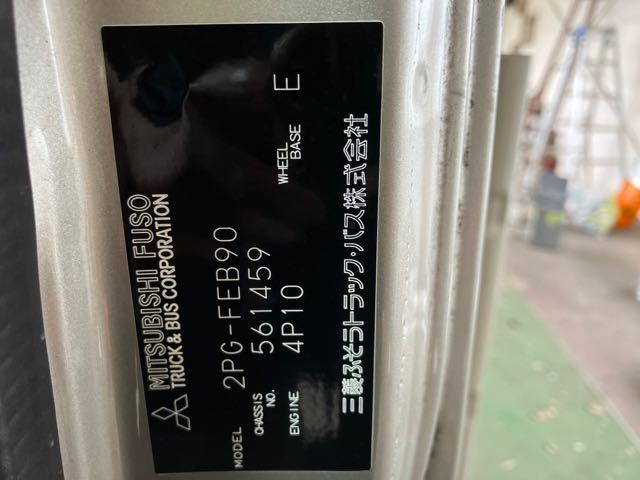 MITSUBISHI FUSO
TRUCK & BUS CORPORATION
MODEL 2PG-FEB90
CHASSIS NO. 561459
ENGINE 4P10 WHEEL BASE E
三菱ふそうトラック・バス株式会社